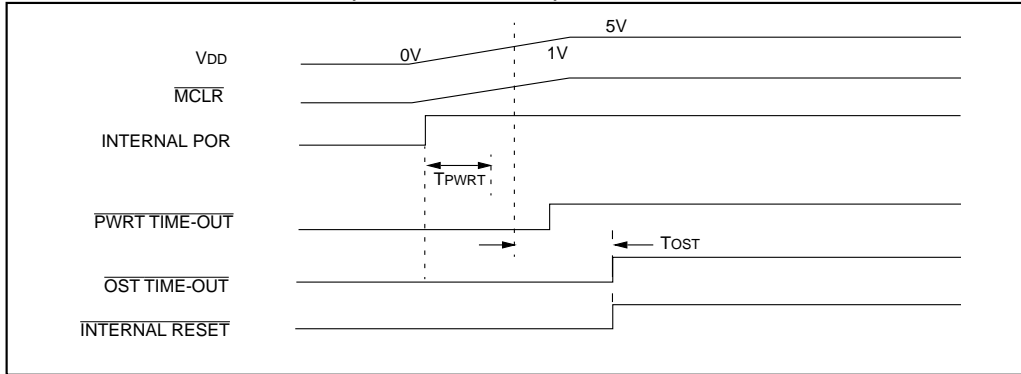 5V
VDD 0V 1V
MCLR
INTERNAL POR
TPWRT
PWRT TIME-OUT
TOST
OST TIME-OUT
INTERNAL RESET